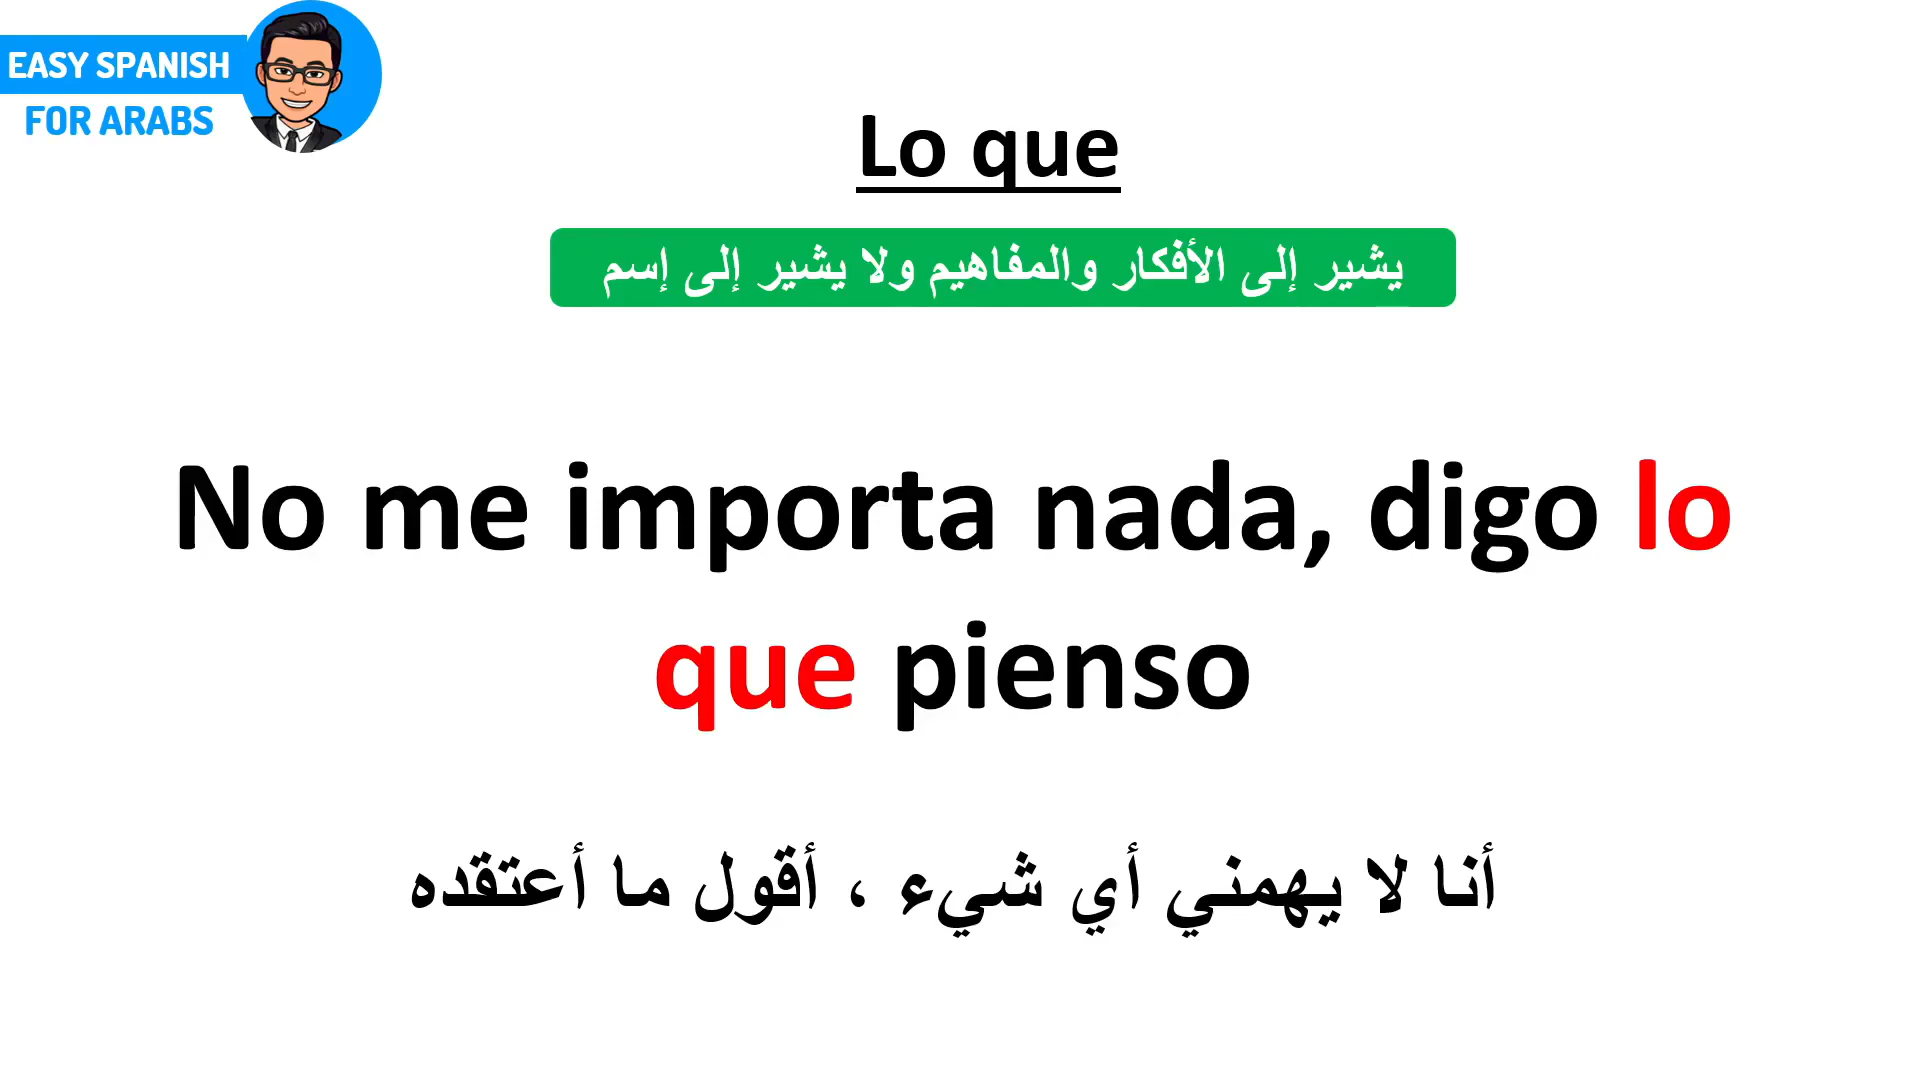 EASY SPANISH
FOR ARABS
Lo que
يشير إلى الأفكار والمفاهيم ولا يشير إلى إسم
No me importa nada, digo lo
que pienso
أنا لا يهمني أي شيء ، أقول ما أعتقده